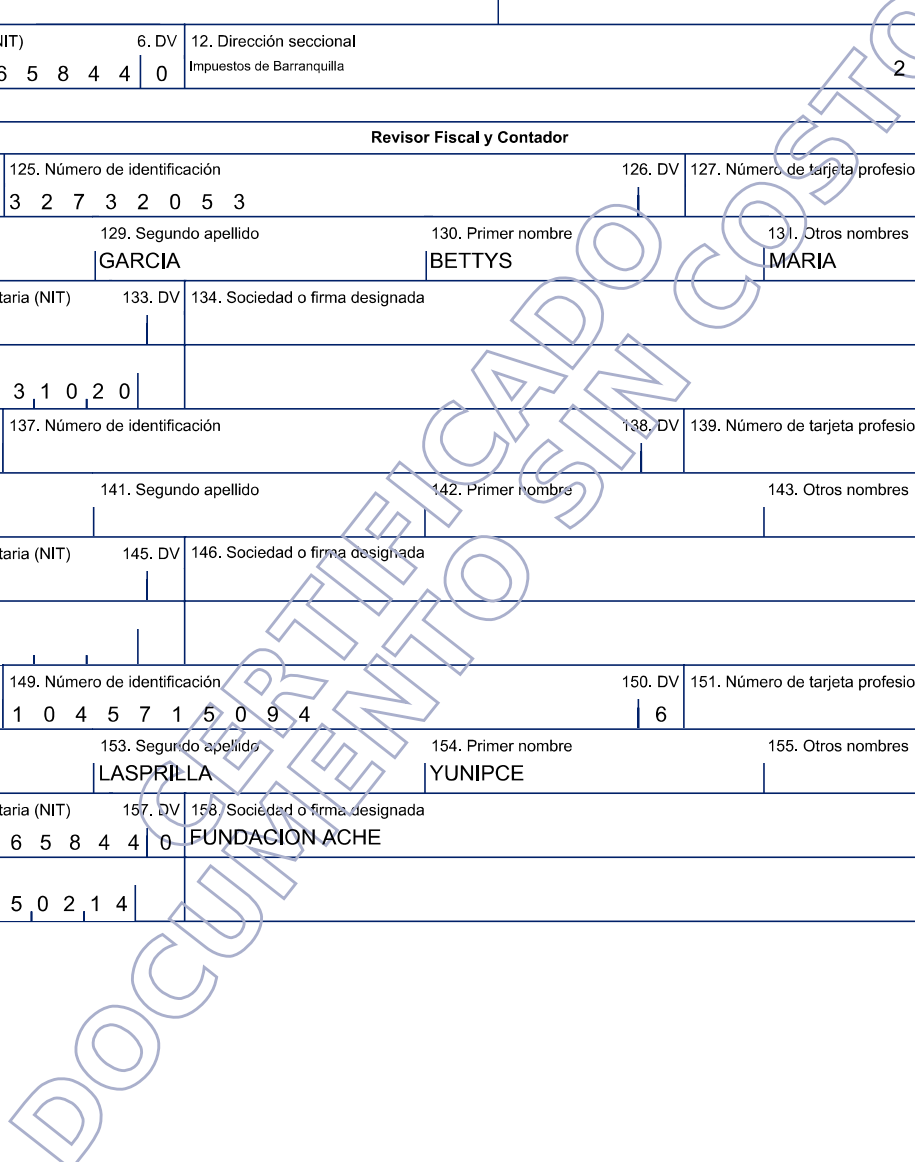 NIT) 6. DV 12. Dirección seccional
6 5 8 4 4 0 Impuestos de Barranquilla 2
Revisor Fiscal y Contador
125. Número de identificación 126. DV 127. Número de tarjeta profesio
3 2 7 3 2 0 5 3
129. Segundo apellido 130. Primer nombre 131. Otros nombres
GARCIA BETTYS MARIA
taria (NIT) 133. DV 134. Sociedad o firma designada
3 1 0 2 0
137. Número de identificación 138. DV 139. Número de tarjeta profesio
141. Segundo apellido 142. Primer nombre 143. Otros nombres
taria (NIT) 145. DV 146. Sociedad o firma designada
149. Número de identificación 150. DV 151. Número de tarjeta profesio
1 0 4 5 7 1 5 0 9 4 6
153. Segundo apellido 154. Primer nombre 155. Otros nombres
LASPRILLA YUNIPCE
taria (NIT) 157. DV 158. Sociedad o firma designada
6 5 8 4 4 0 FUNDACION ACHE
5 0 2 1 4
CERTIFICADO
DOCUMENTO SIN COSTO